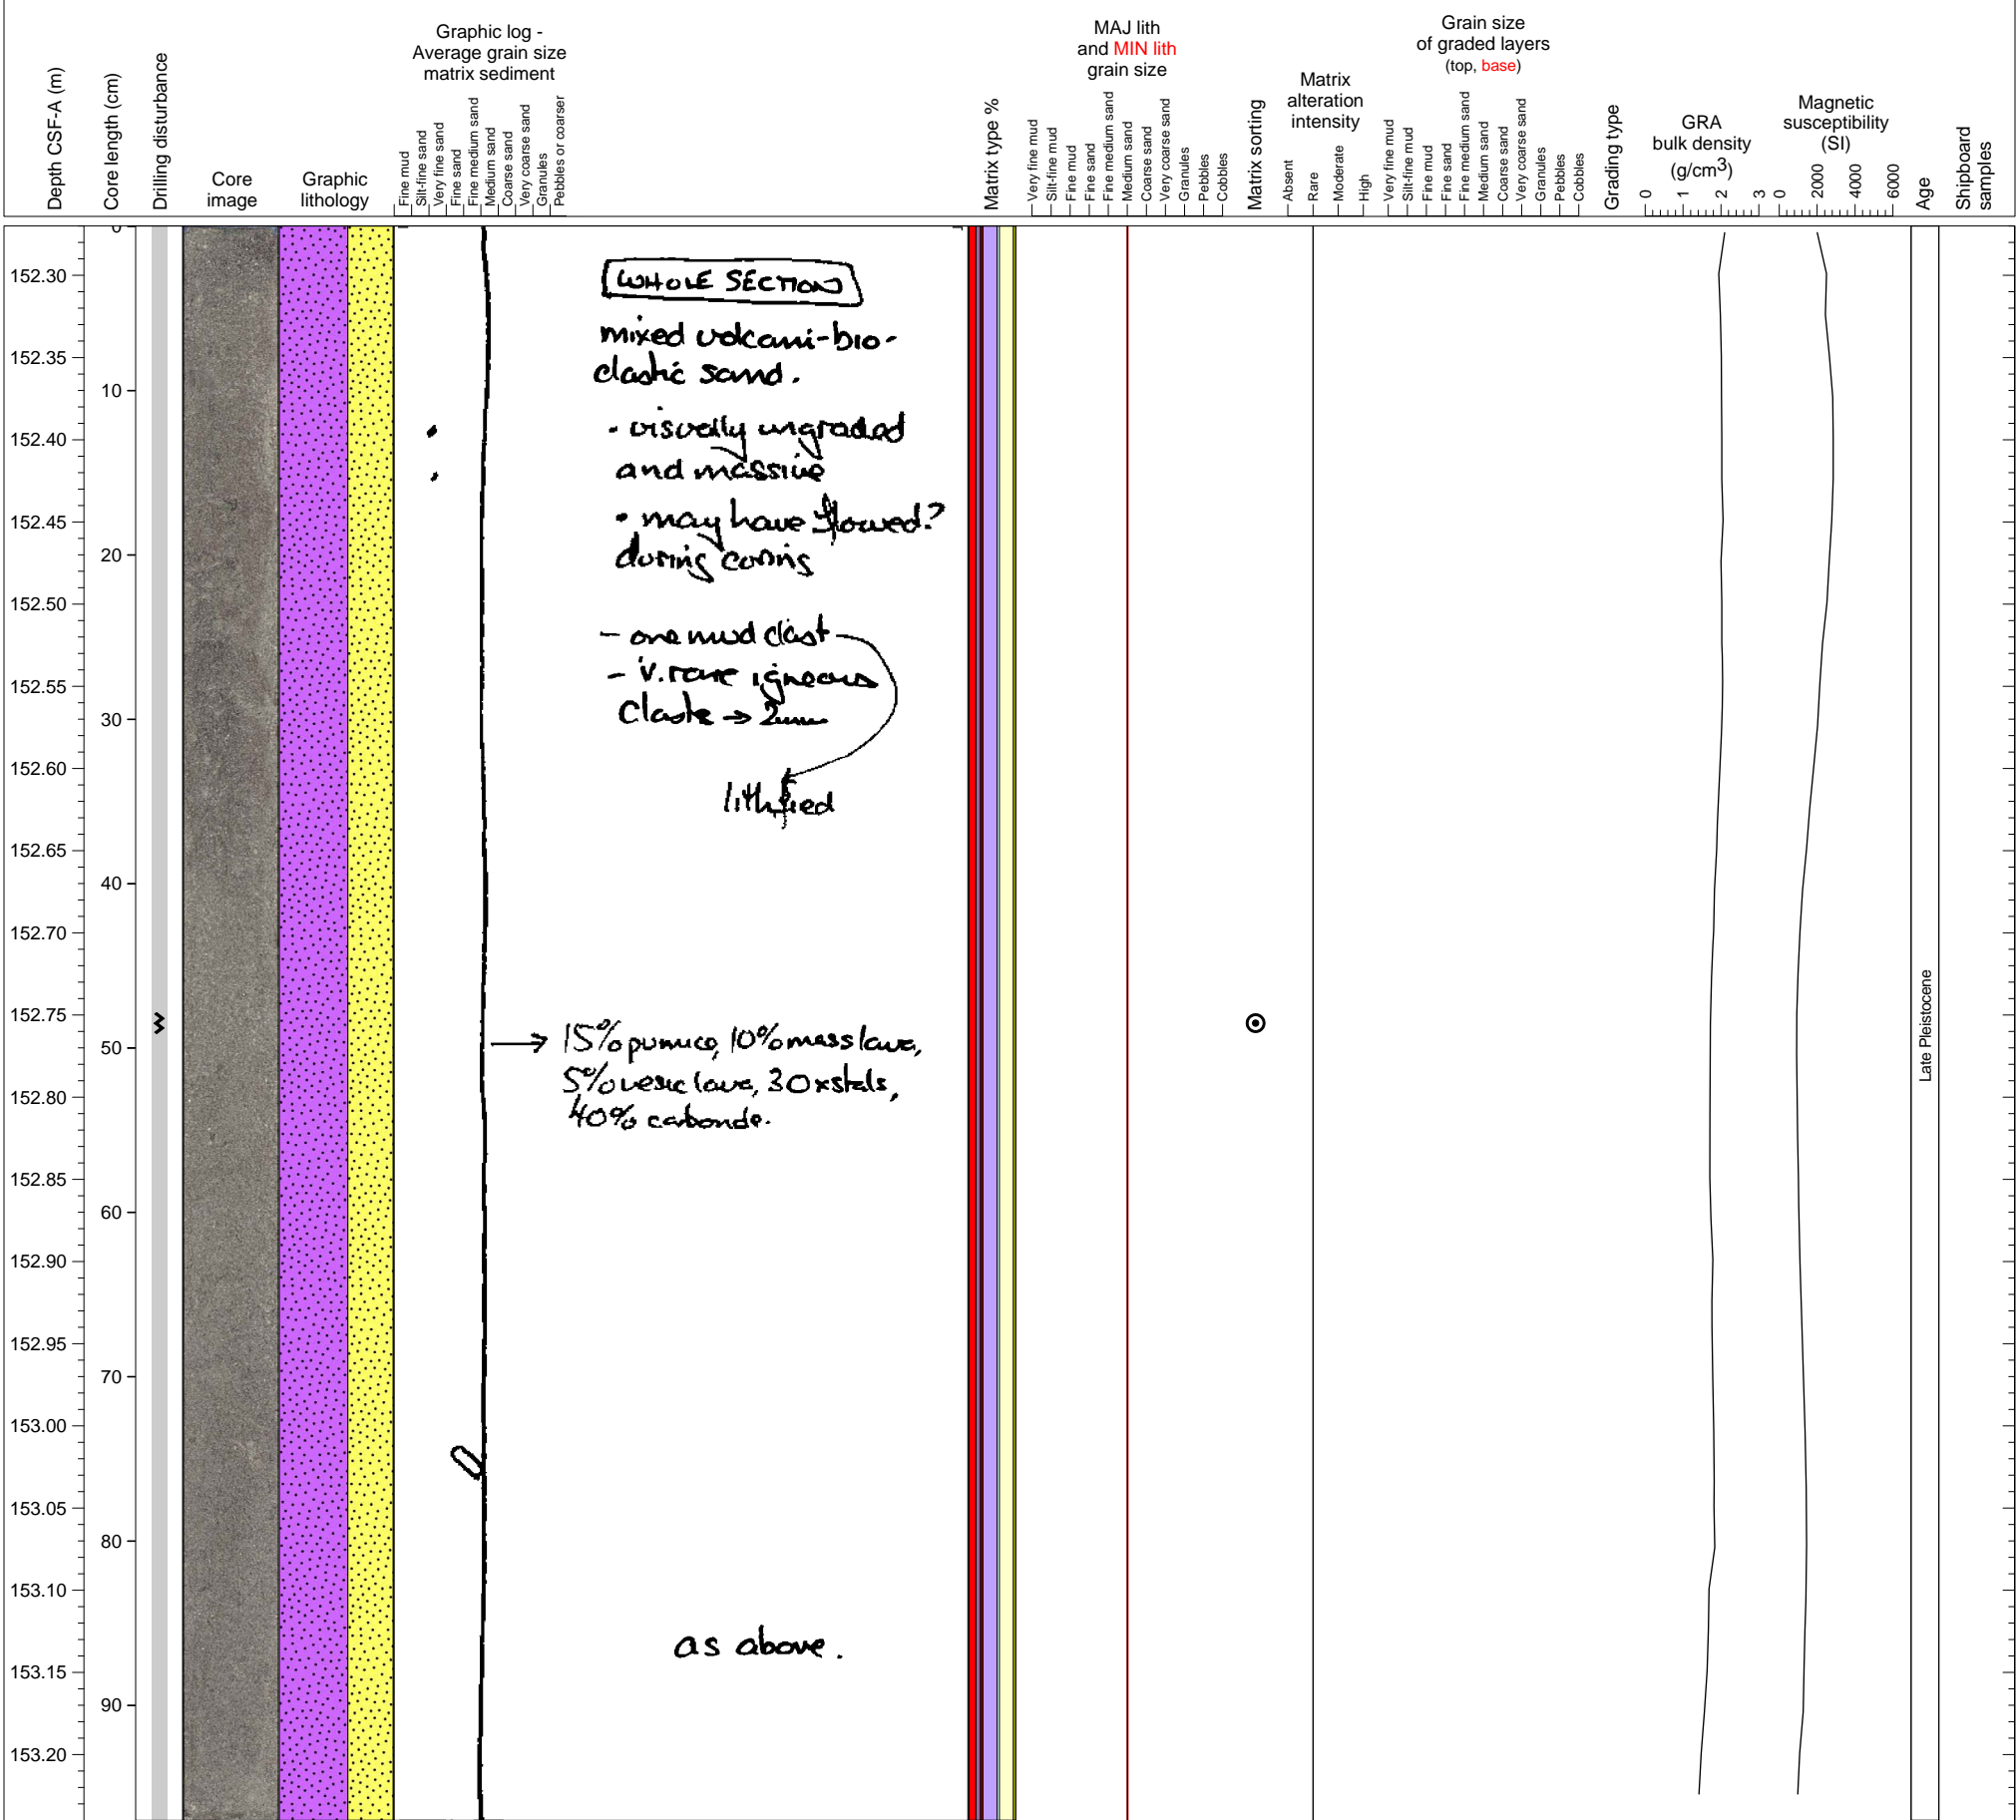 Depth CSF-A (m)
Core length (cm)
Drilling disturbance
Core
image
Graphic
lithology
Graphic log -
Average grain size
matrix sediment
Fine mud
Silt-fine sand
Very fine sand
Fine sand
Fine medium sand
Medium sand
Coarse sand
Very coarse sand
Granules
Pebbles or coarser
Matrix type %
MAJ lith
and MIN lith
grain size
Very fine mud
Silt-fine mud
Fine mud
Fine sand
Fine medium sand
Medium sand
Coarse sand
Very coarse sand
Granules
Pebbles
Cobbles
Matrix sorting
Matrix
alteration
intensity
Absent
Rare
Moderate
High
Grain size
of graded layers
(top, base)
Very fine mud
Silt-fine mud
Fine mud
Fine sand
Fine medium sand
Medium sand
Coarse sand
Very coarse sand
Granules
Pebbles
Cobbles
Grading type
GRA
bulk density
(g/cm3)
0 1 2 3
Magnetic
susceptibility
(SI)
0 2000 4000 6000
Age
Shipboard
samples
0
152.30
152.35
10
152.40
152.45
20
152.50
152.55
30
152.60
152.65
40
152.70
152.75
50
152.80
152.85
60
152.90
152.95
70
153.00
153.05
80
153.10
153.15
90
153.20
WHOLE SECTION
mixed volcani-bio-
clastic sand.
• visually ungraded
and massive
• may have flowed?
during coring
- one mud clast
- v. rare igneous
clasts → 2mm
lithified
15% pumice, 10% mass lava,
5% vesic lava, 30 xstals,
40% carbonate.
as above.
Late Pleistocene